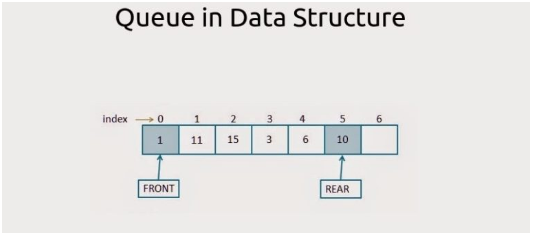 Queue in Data Structure
index 0 1 2 3 4 5 6
1 11 15 3 6 10
FRONT REAR